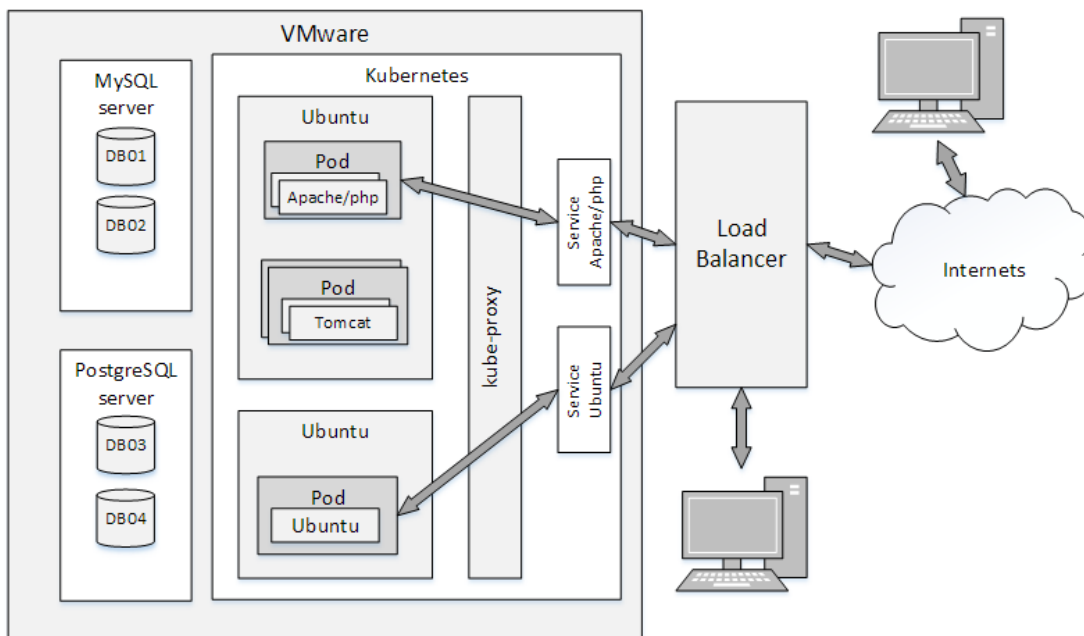 VMware
MySQL
server
DB01
DB02
PostgreSQL
server
DB03
DB04
Kubernetes
Ubuntu
Pod
Apache/php
Pod
Tomcat
Ubuntu
Pod
Ubuntu
kube-proxy
Service
Apache/php
Service
Ubuntu
Load
Balancer
Internets